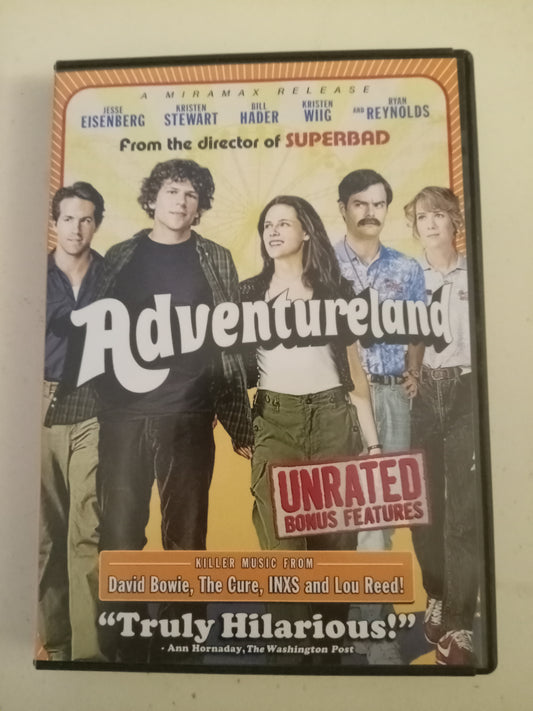 A MIRAMAX RELEASE
JESSE EISENBERG KRISTEN STEWART BILL HADER KRISTEN WIIG AND RYAN REYNOLDS
From the director of SUPERBAD
Adventureland
UNRATED
BONUS FEATURES
KILLER MUSIC FROM
David Bowie, The Cure, INXS and Lou Reed!
"Truly Hilarious!"
- Ann Hornaday, The Washington Post